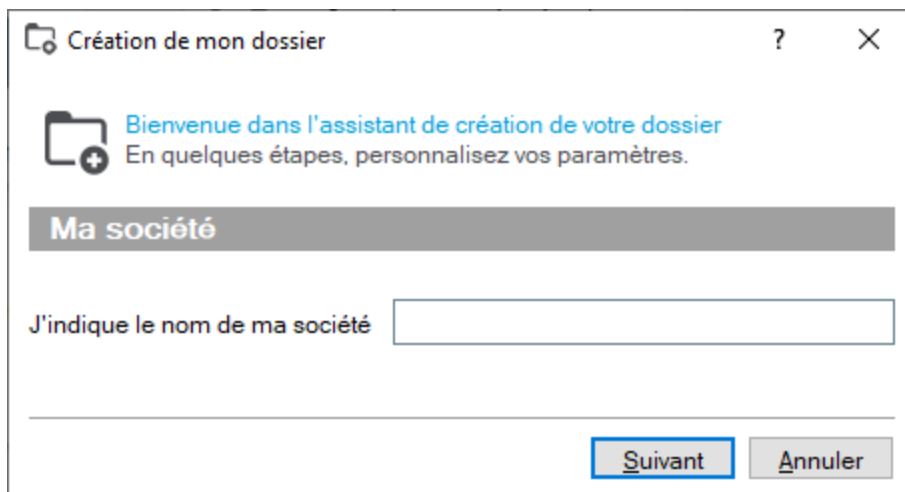 Création de mon dossier
?
Bienvenue dans l'assistant de création de votre dossier
En quelques étapes, personnalisez vos paramètres.
Ma société
J'indique le nom de ma société
Suivant Annuler